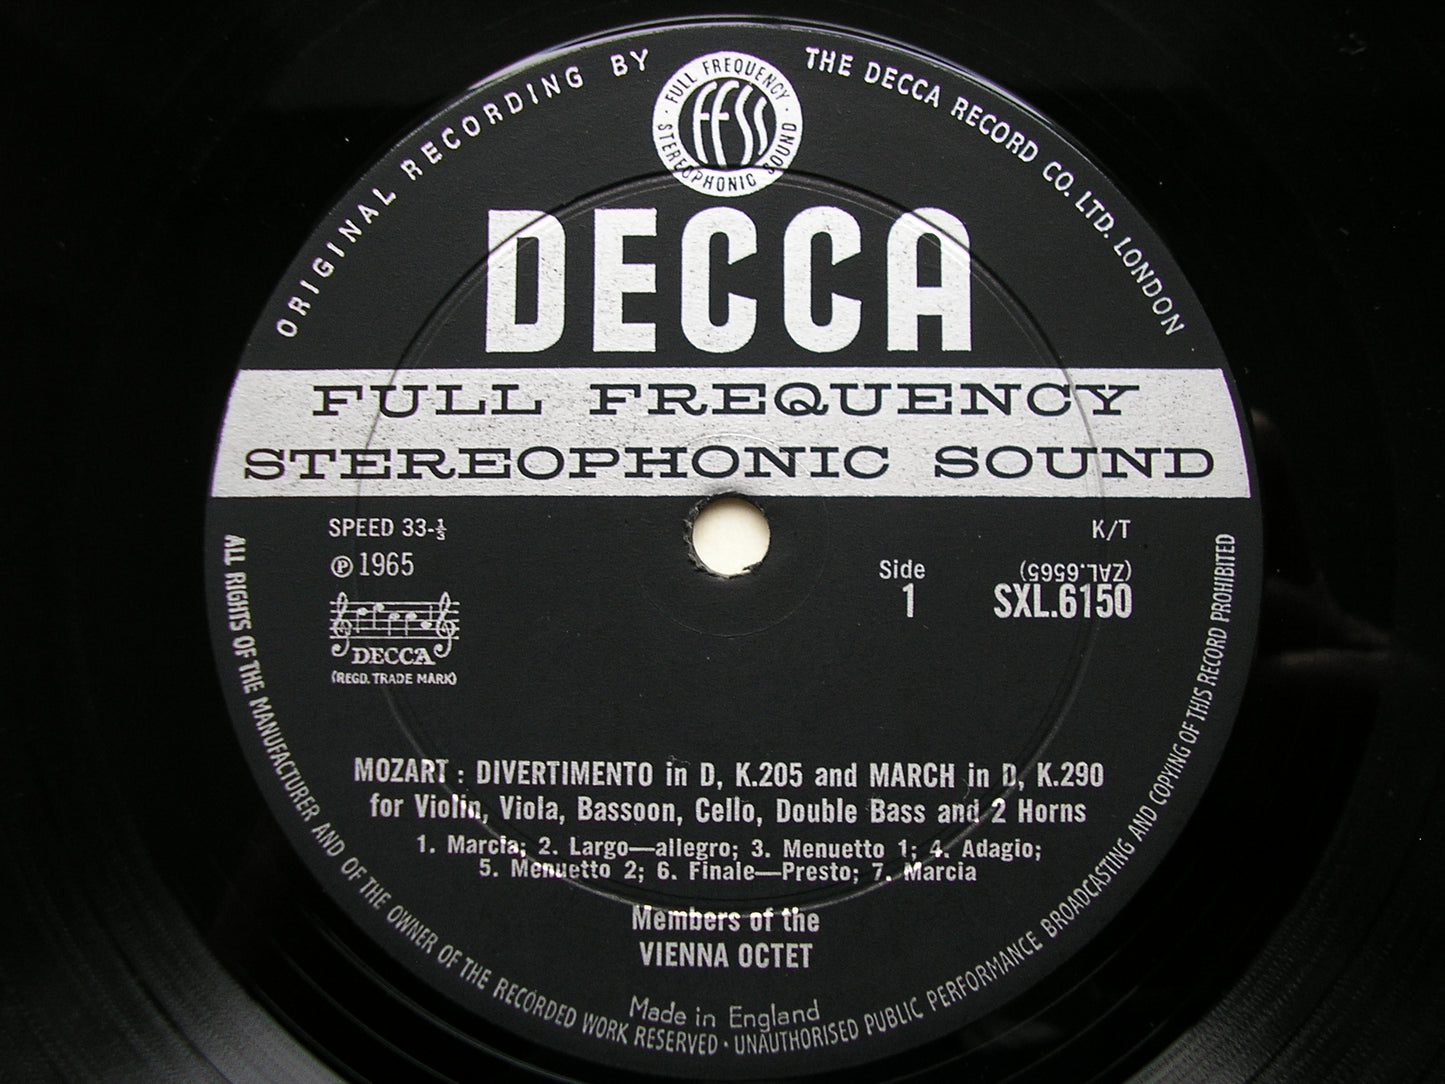 ORIGINAL RECORDING BY THE DECCA RECORD CO. LTD. LONDON
FULL FREQUENCY
FFSS
STEREOPHONIC SOUND
DECCA
FULL FREQUENCY
STEREOPHONIC SOUND
SPEED 33-⅓
K/T
℗ 1965
Side
1
(ZAL.6565)
SXL.6150
DECCA
(REGD. TRADE MARK)
MOZART : DIVERTIMENTO in D, K.205 and MARCH in D, K.290
for Violin, Viola, Bassoon, Cello, Double Bass and 2 Horns
1. Marcia; 2. Largo—allegro; 3. Menuetto 1; 4. Adagio;
5. Menuetto 2; 6. Finale—Presto; 7. Marcia
Members of the
VIENNA OCTET
Made in England
ALL RIGHTS OF THE MANUFACTURER AND OF THE OWNER OF THE RECORDED WORK RESERVED · UNAUTHORISED PUBLIC PERFORMANCE BROADCASTING AND COPYING OF THIS RECORD PROHIBITED